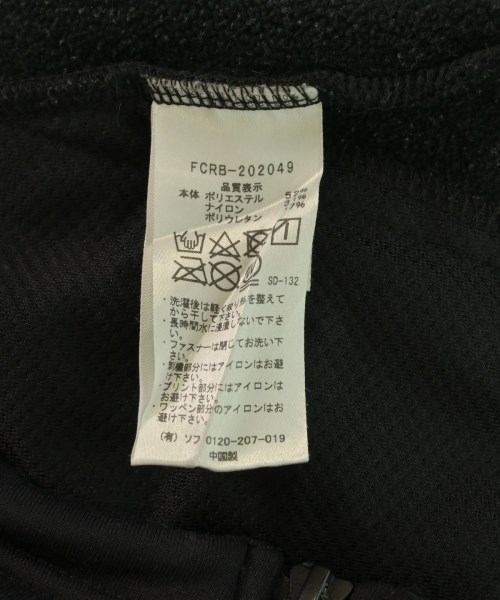 FCRB-202049
品質表示
本体 ポリエステル
ナイロン
ポリウレタン
SD-132
・洗濯後は軽く絞り形を整えて
から干して下さい。
・長時間水に浸漬しないで下さ
い。
・ファスナーは閉じてお洗い下
さい。
・刺繍部分にはアイロンはお避
け下さい。
・プリント部分にはアイロンは
お避け下さい。
・ワッペン部分のアイロンはお
避け下さい。
(有) ソフ 0120-207-019
中国製